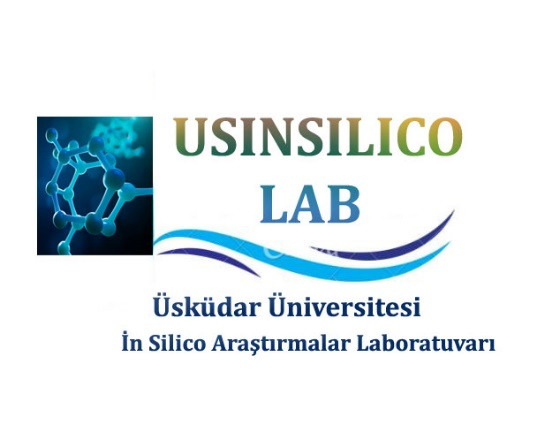 USINSILICO
LAB
Üsküdar Üniversitesi
İn Silico Araştırmalar Laboratuvarı